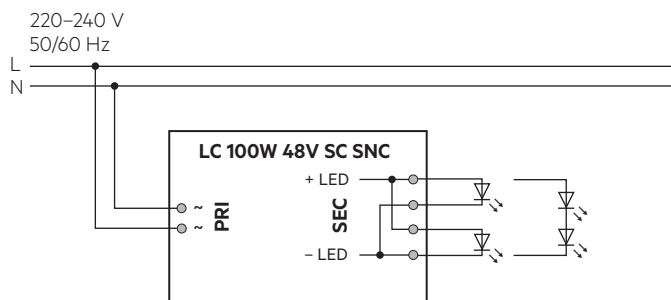 220–240 V
50/60 Hz
L
N
LC 100W 48V SC SNC
+ LED
~
PRI
SEC
~
– LED